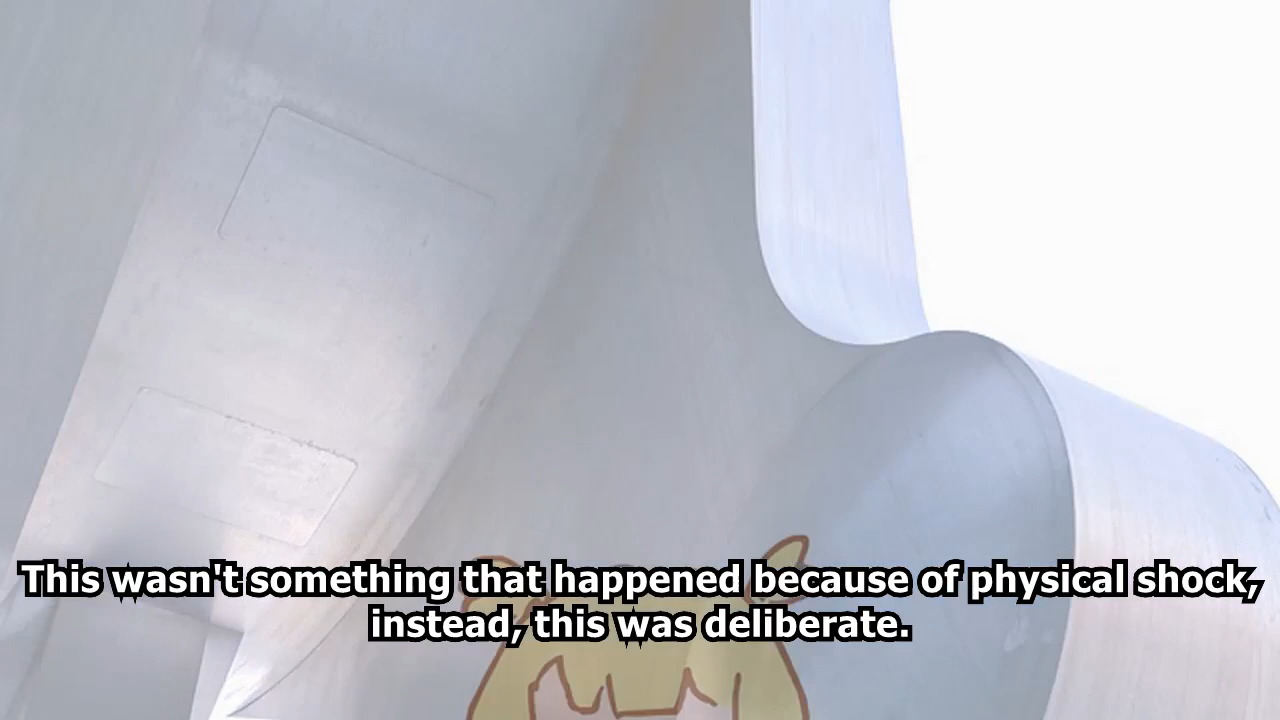 This wasn't something that happened because of physical shock,
instead, this was deliberate.